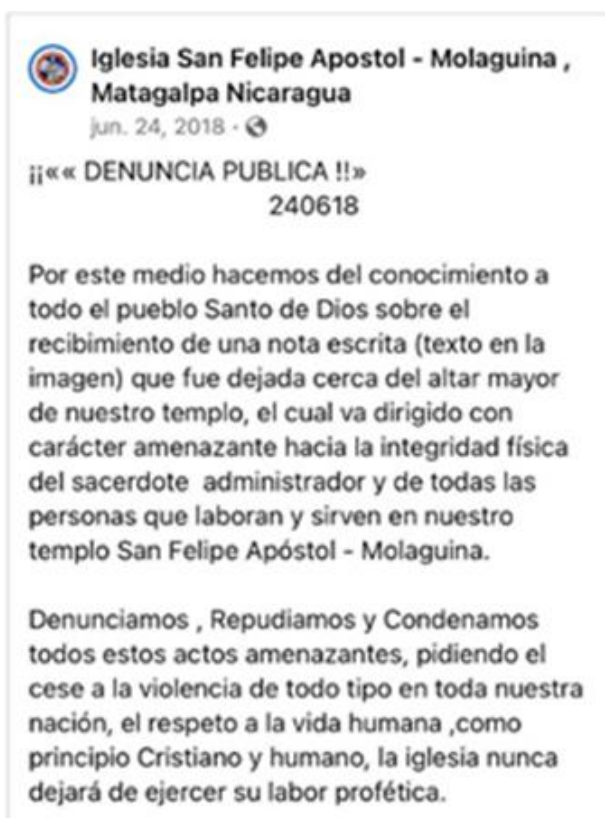 Iglesia San Felipe Apostol - Molaguina ,
Matagalpa Nicaragua
jun. 24, 2018 ·
¡¡«« DENUNCIA PUBLICA !!»
240618
Por este medio hacemos del conocimiento a
todo el pueblo Santo de Dios sobre el
recibimiento de una nota escrita (texto en la
imagen) que fue dejada cerca del altar mayor
de nuestro templo, el cual va dirigido con
carácter amenazante hacia la integridad física
del sacerdote administrador y de todas las
personas que laboran y sirven en nuestro
templo San Felipe Apóstol - Molaguina.
Denunciamos , Repudiamos y Condenamos
todos estos actos amenazantes, pidiendo el
cese a la violencia de todo tipo en toda nuestra
nación, el respeto a la vida humana ,como
principio Cristiano y humano, la iglesia nunca
dejará de ejercer su labor profética.